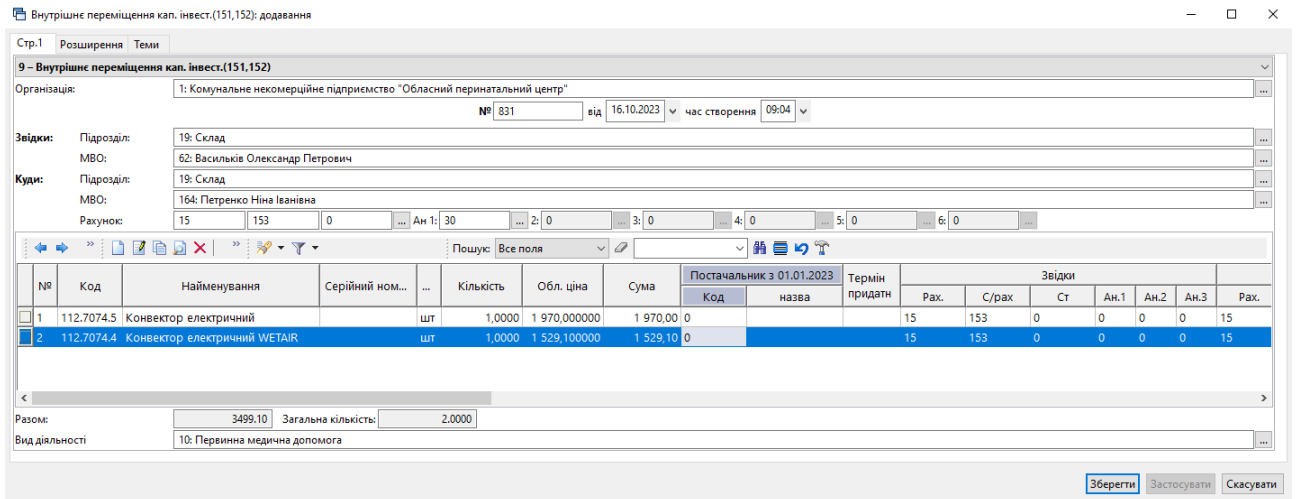 Внутрішнє переміщення кап. інвест.(151,152): додавання
Стр.1 Розширення Теми
9 – Внутрішнє переміщення кап. інвест.(151,152)
Організація: 1: Комунальне некомерційне підприємство "Обласний перинатальний центр" ...
№ 831 від 16.10.2023 час створення 09:04
Звідки: Підрозділ: 19: Склад ...
МВО: 62: Васильків Олександр Петрович ...
Куди: Підрозділ: 19: Склад ...
МВО: 164: Петренко Ніна Іванівна ...
Рахунок: 15 153 0 ... Ан 1: 30 ... 2: 0 ... 3: 0 ... 4: 0 ... 5: 0 ... 6: 0 ...
Пошук: Все поля
№ Код Найменування Серійний ном... ... Кількість Обл. ціна Сума Постачальник з 01.01.2023 Термін придатн Звідки
Код назва Рах. С/рах Ст Ан.1 Ан.2 Ан.3 Рах.
1 112.7074.5 Конвектор електричний шт 1,0000 1 970,000000 1 970,00 0 15 153 0 0 0 0 15
2 112.7074.4 Конвектор електричний WETAIR шт 1,0000 1 529,100000 1 529,10 0 15 153 0 0 0 0 15
Разом: 3499.10 Загальна кількість: 2.0000
Вид діяльності 10: Первинна медична допомога ...
Зберегти Застосувати Скасувати